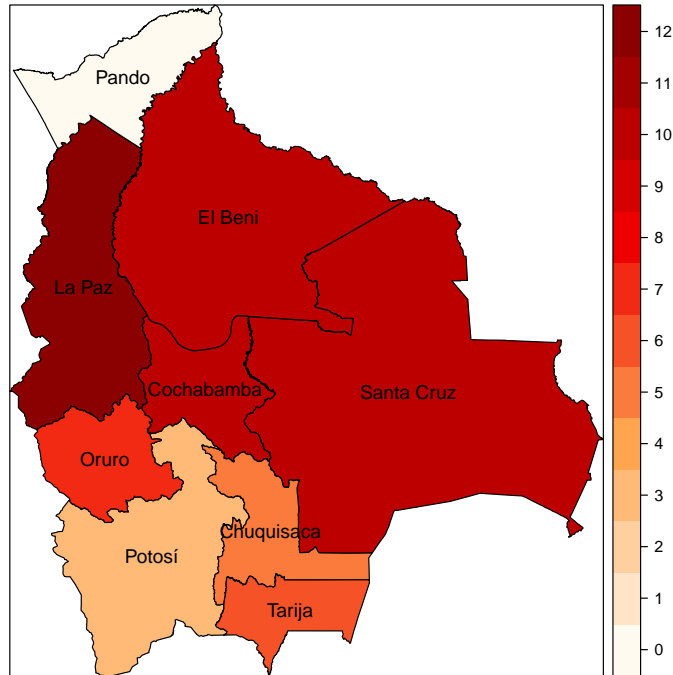 Pando
El Beni
La Paz
Cochabamba
Santa Cruz
Oruro
Chuquisaca
Potosí
Tarija
12
11
10
9
8
7
6
5
4
3
2
1
0